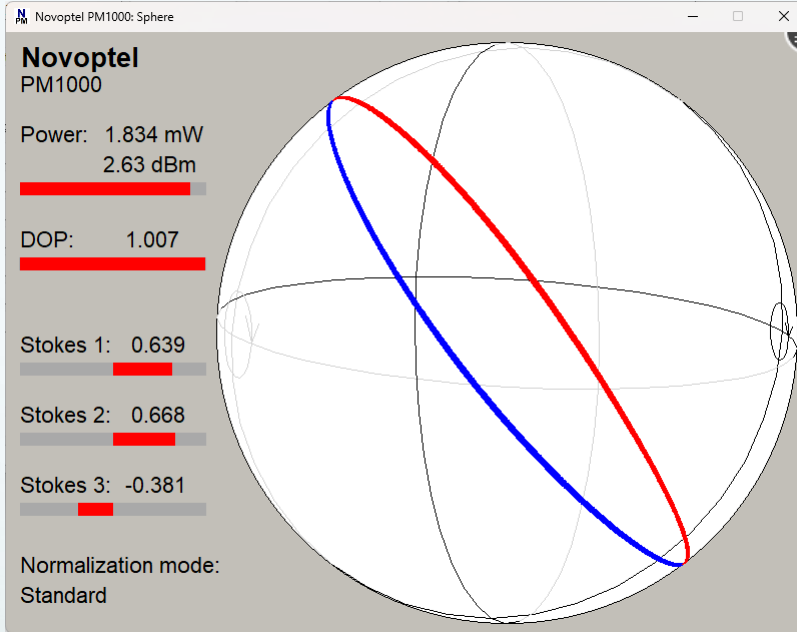 Novoptel PM1000: Sphere
Novoptel
PM1000
Power: 1.834 mW
2.63 dBm
DOP: 1.007
Stokes 1: 0.639
Stokes 2: 0.668
Stokes 3: -0.381
Normalization mode:
Standard